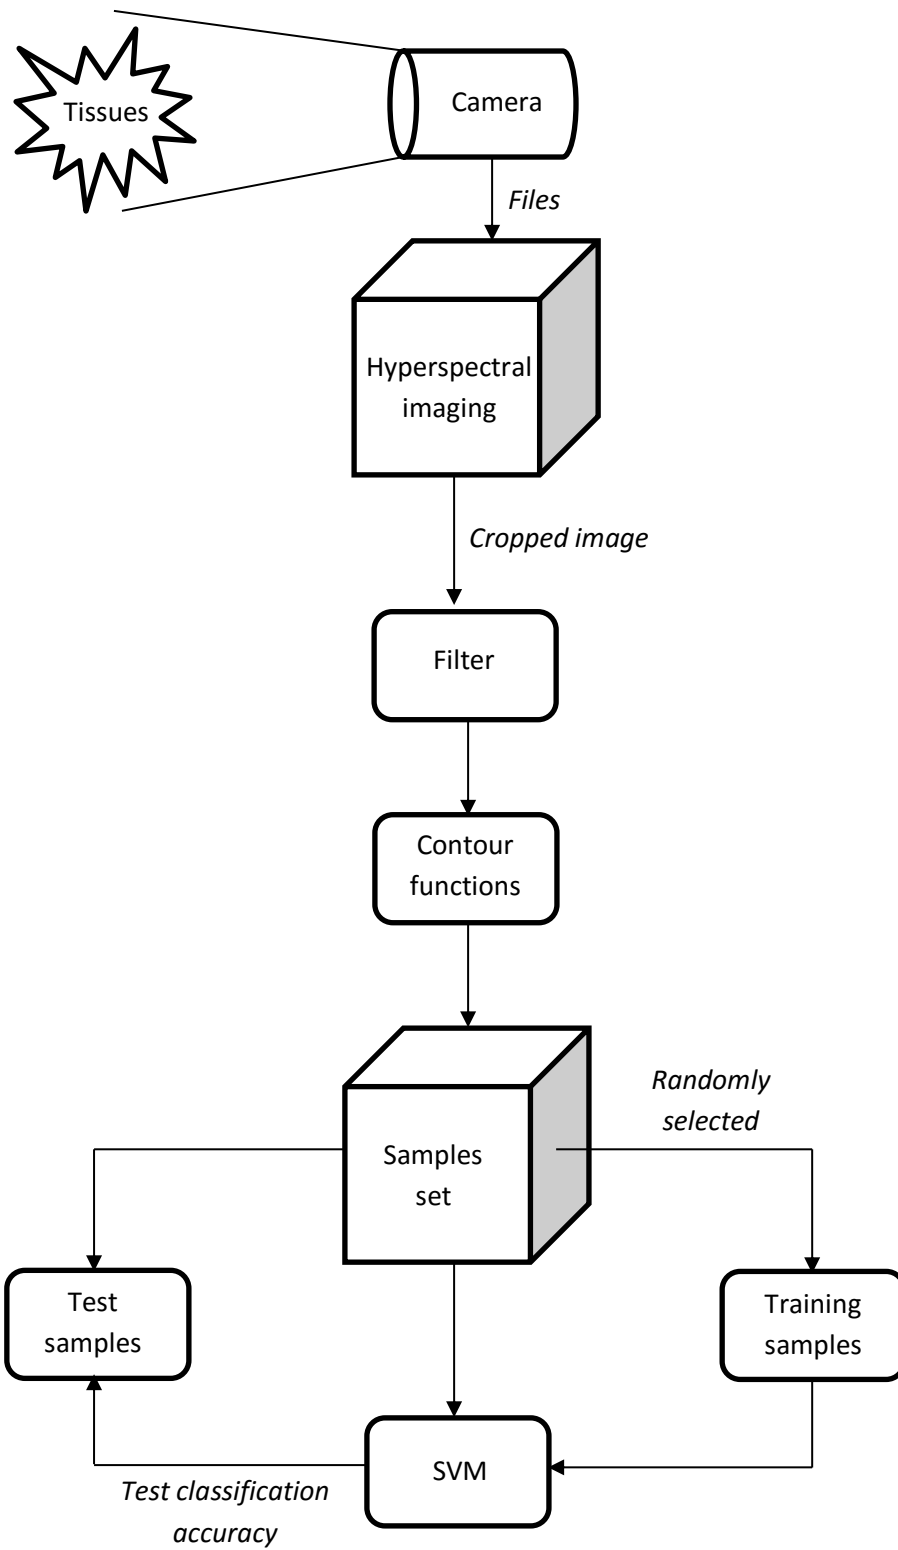 Tissues
Camera
Files
Hyperspectral
imaging
Cropped image
Filter
Contour
functions
Randomly
selected
Samples
set
Test
samples
Training
samples
SVM
Test classification
accuracy